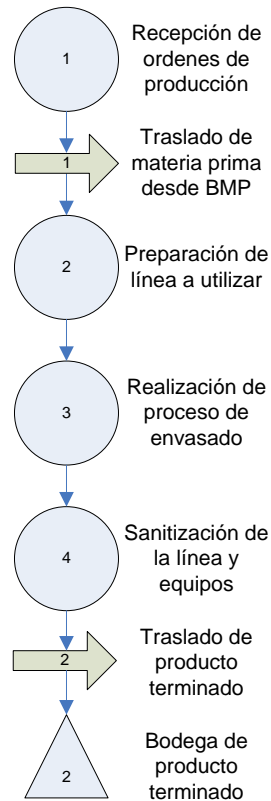 1
Recepción de
ordenes de
producción
1
Traslado de
materia prima
desde BMP
2
Preparación de
línea a utilizar
3
Realización de
proceso de
envasado
4
Sanitización de
la línea y
equipos
2
Traslado de
producto
terminado
2
Bodega de
producto
terminado